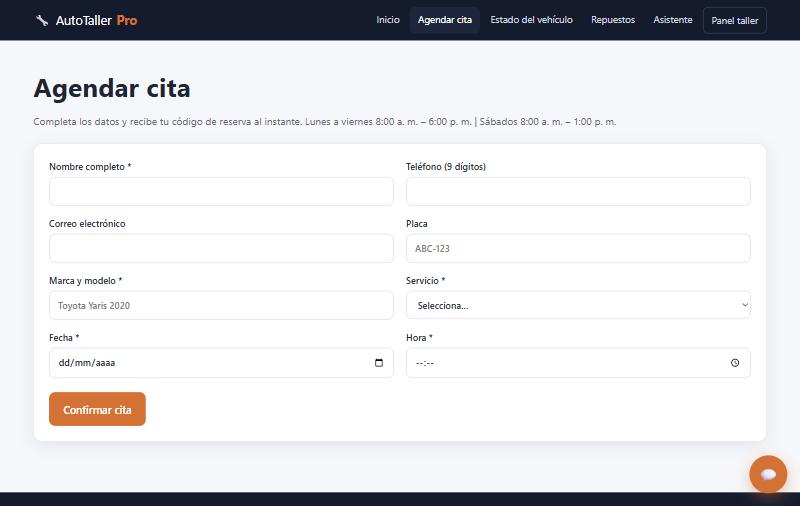 AutoTaller Pro
Inicio Agendar cita Estado del vehículo Repuestos Asistente Panel taller
Agendar cita
Completa los datos y recibe tu código de reserva al instante. Lunes a viernes 8:00 a. m. – 6:00 p. m. | Sábados 8:00 a. m. – 1:00 p. m.
Nombre completo * Teléfono (9 dígitos)
Correo electrónico Placa
ABC-123
Marca y modelo * Servicio *
Toyota Yaris 2020 Selecciona...
Fecha * Hora *
dd/mm/aaaa --:--
Confirmar cita